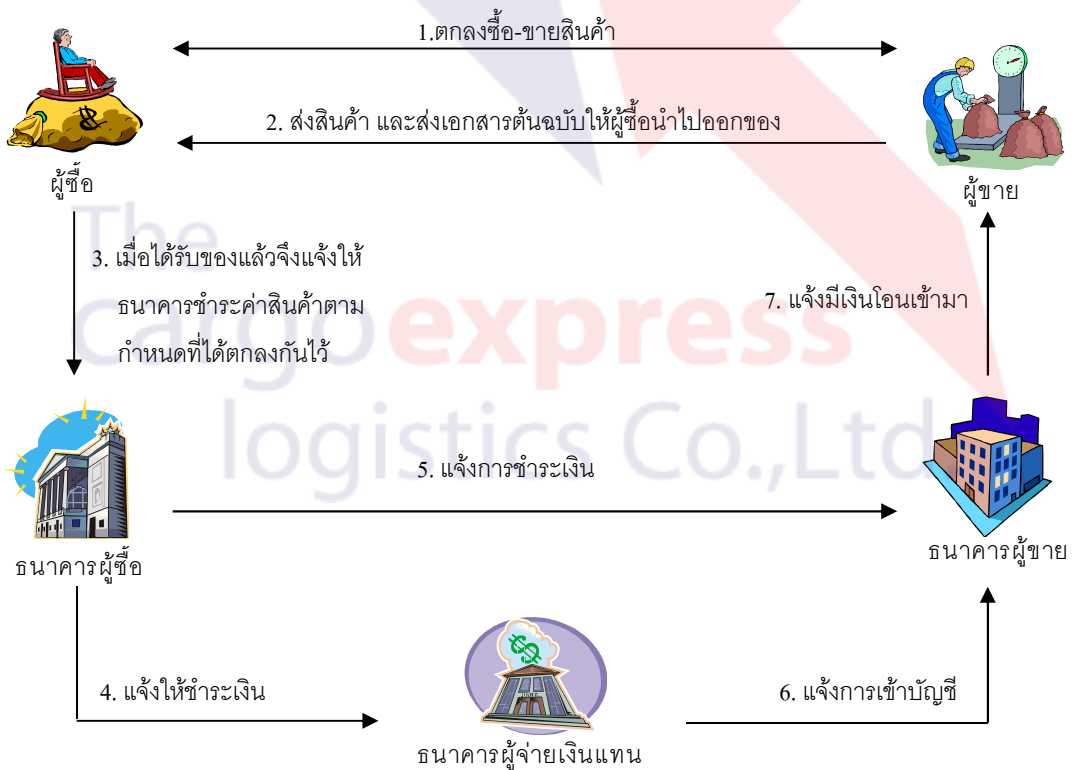 1.ตกลงซื้อ-ขายสินค้า
2. ส่งสินค้า และส่งเอกสารต้นฉบับให้ผู้ซื้อนำไปออกของ
ผู้ซื้อ
ผู้ขาย
The
3. เมื่อได้รับของแล้วจึงแจ้งให้
ธนาคารชำระค่าสินค้าตาม
กำหนดที่ได้ตกลงกันไว้
7. แจ้งมีเงินโอนเข้ามา
cargoexpress
logistics Co.,Ltd
5. แจ้งการชำระเงิน
ธนาคารผู้ซื้อ
ธนาคารผู้ขาย
4. แจ้งให้ชำระเงิน
6. แจ้งการเข้าบัญชี
ธนาคารผู้จ่ายเงินแทน